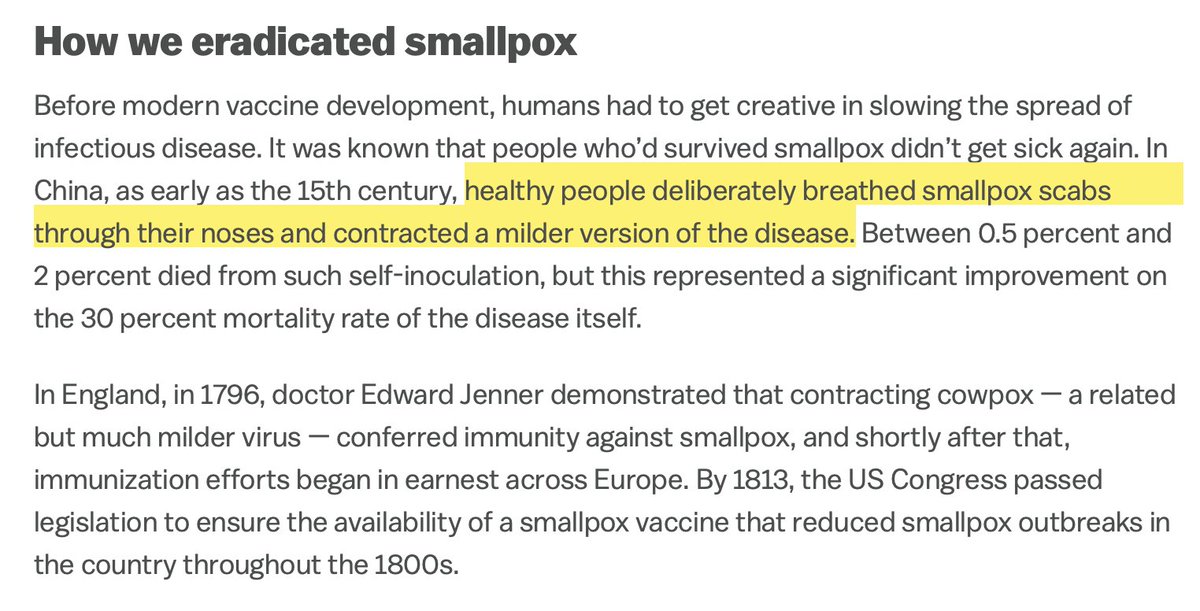 How we eradicated smallpox
Before modern vaccine development, humans had to get creative in slowing the spread of
infectious disease. It was known that people who’d survived smallpox didn’t get sick again. In
China, as early as the 15th century, healthy people deliberately breathed smallpox scabs
through their noses and contracted a milder version of the disease. Between 0.5 percent and
2 percent died from such self-inoculation, but this represented a significant improvement on
the 30 percent mortality rate of the disease itself.
In England, in 1796, doctor Edward Jenner demonstrated that contracting cowpox — a related
but much milder virus — conferred immunity against smallpox, and shortly after that,
immunization efforts began in earnest across Europe. By 1813, the US Congress passed
legislation to ensure the availability of a smallpox vaccine that reduced smallpox outbreaks in
the country throughout the 1800s.